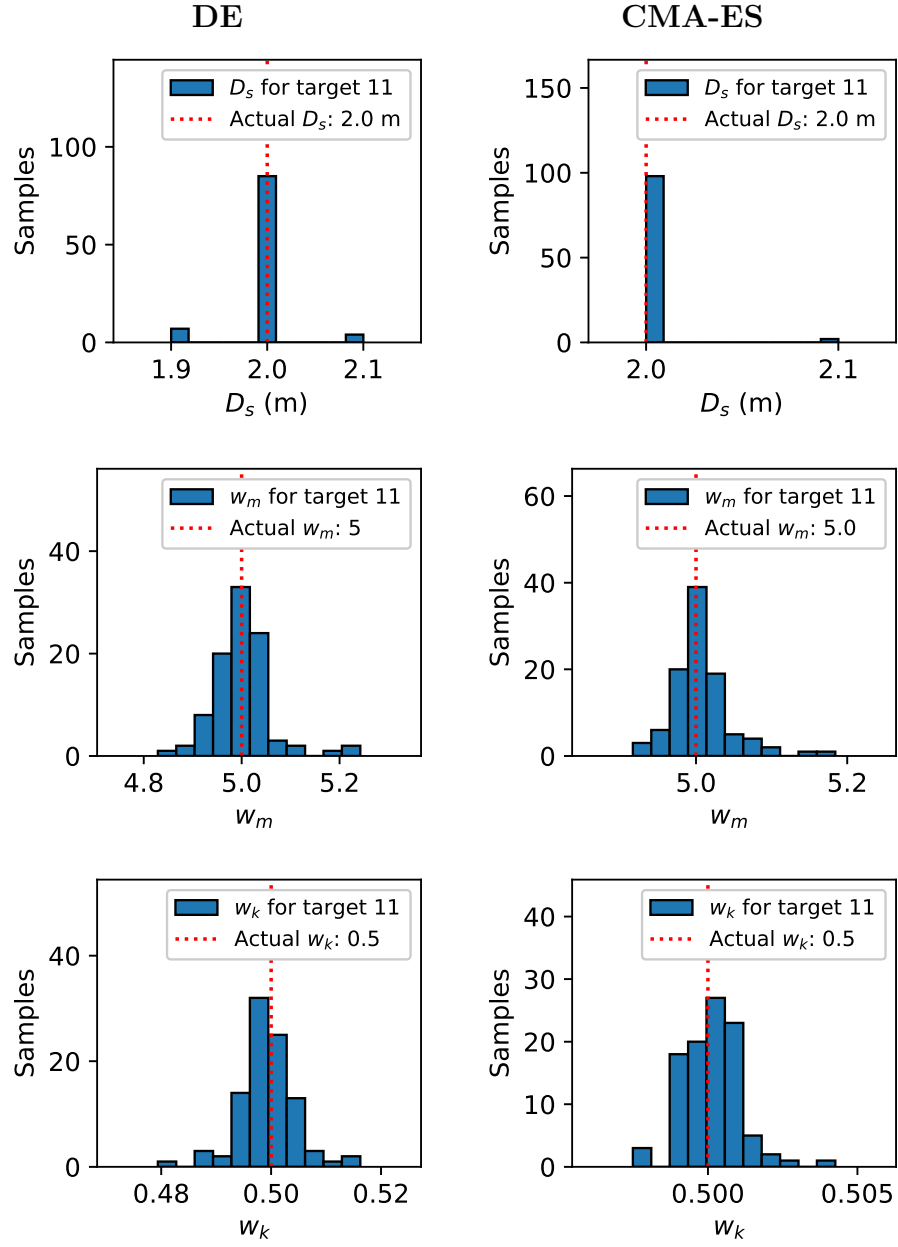 DE
CMA-ES
D_s for target 11
Actual D_s: 2.0 m
Samples
100
50
0
1.9 2.0 2.1
D_s (m)
D_s for target 11
Actual D_s: 2.0 m
Samples
150
100
50
0
2.0 2.1
D_s (m)
w_m for target 11
Actual w_m: 5
Samples
40
20
0
4.8 5.0 5.2
w_m
w_m for target 11
Actual w_m: 5.0
Samples
60
40
20
0
5.0 5.2
w_m
w_k for target 11
Actual w_k: 0.5
Samples
40
20
0
0.48 0.50 0.52
w_k
w_k for target 11
Actual w_k: 0.5
Samples
40
30
20
10
0
0.500 0.505
w_k